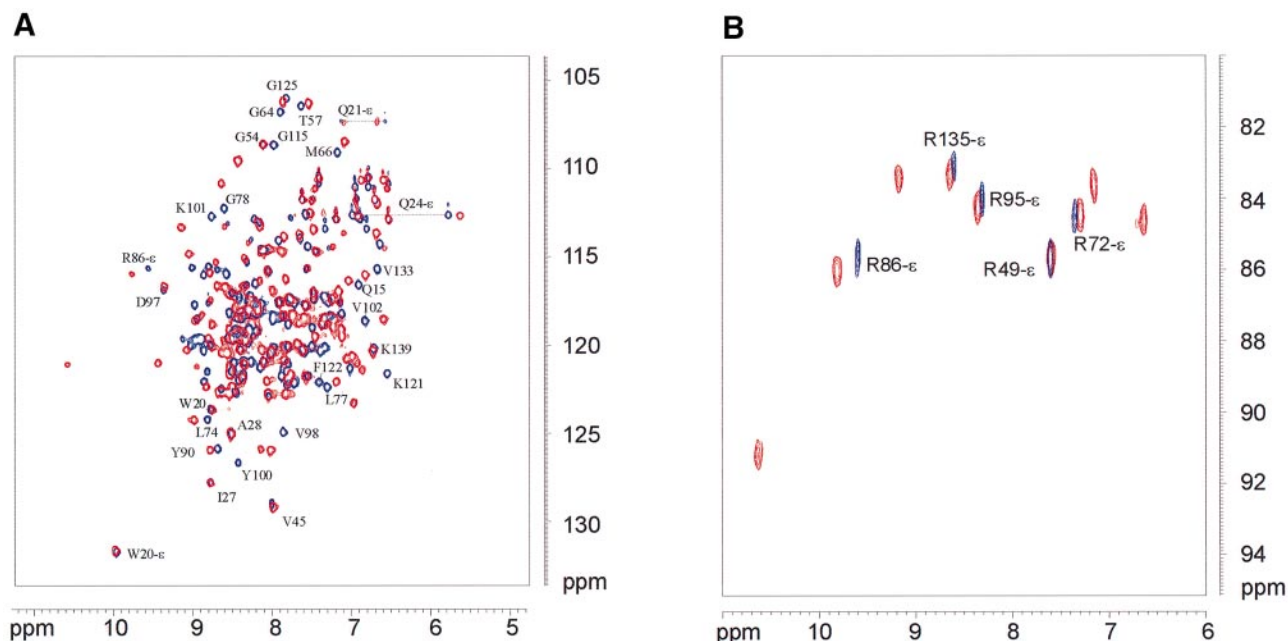 A
B
G125
G64
T57
Q21-ε
G54
G115
M66
K101
G78
Q24-ε
R86-ε
D97
V133
Q15
V102
K139
F122
K121
L77
W20
L74
A28
V98
Y90
Y100
I27
V45
W20-ε
105
110
115
120
125
130
ppm
ppm 10 9 8 7 6 5
R135-ε
R95-ε
R72-ε
R86-ε
R49-ε
82
84
86
88
90
92
94
ppm
ppm 10 9 8 7 6